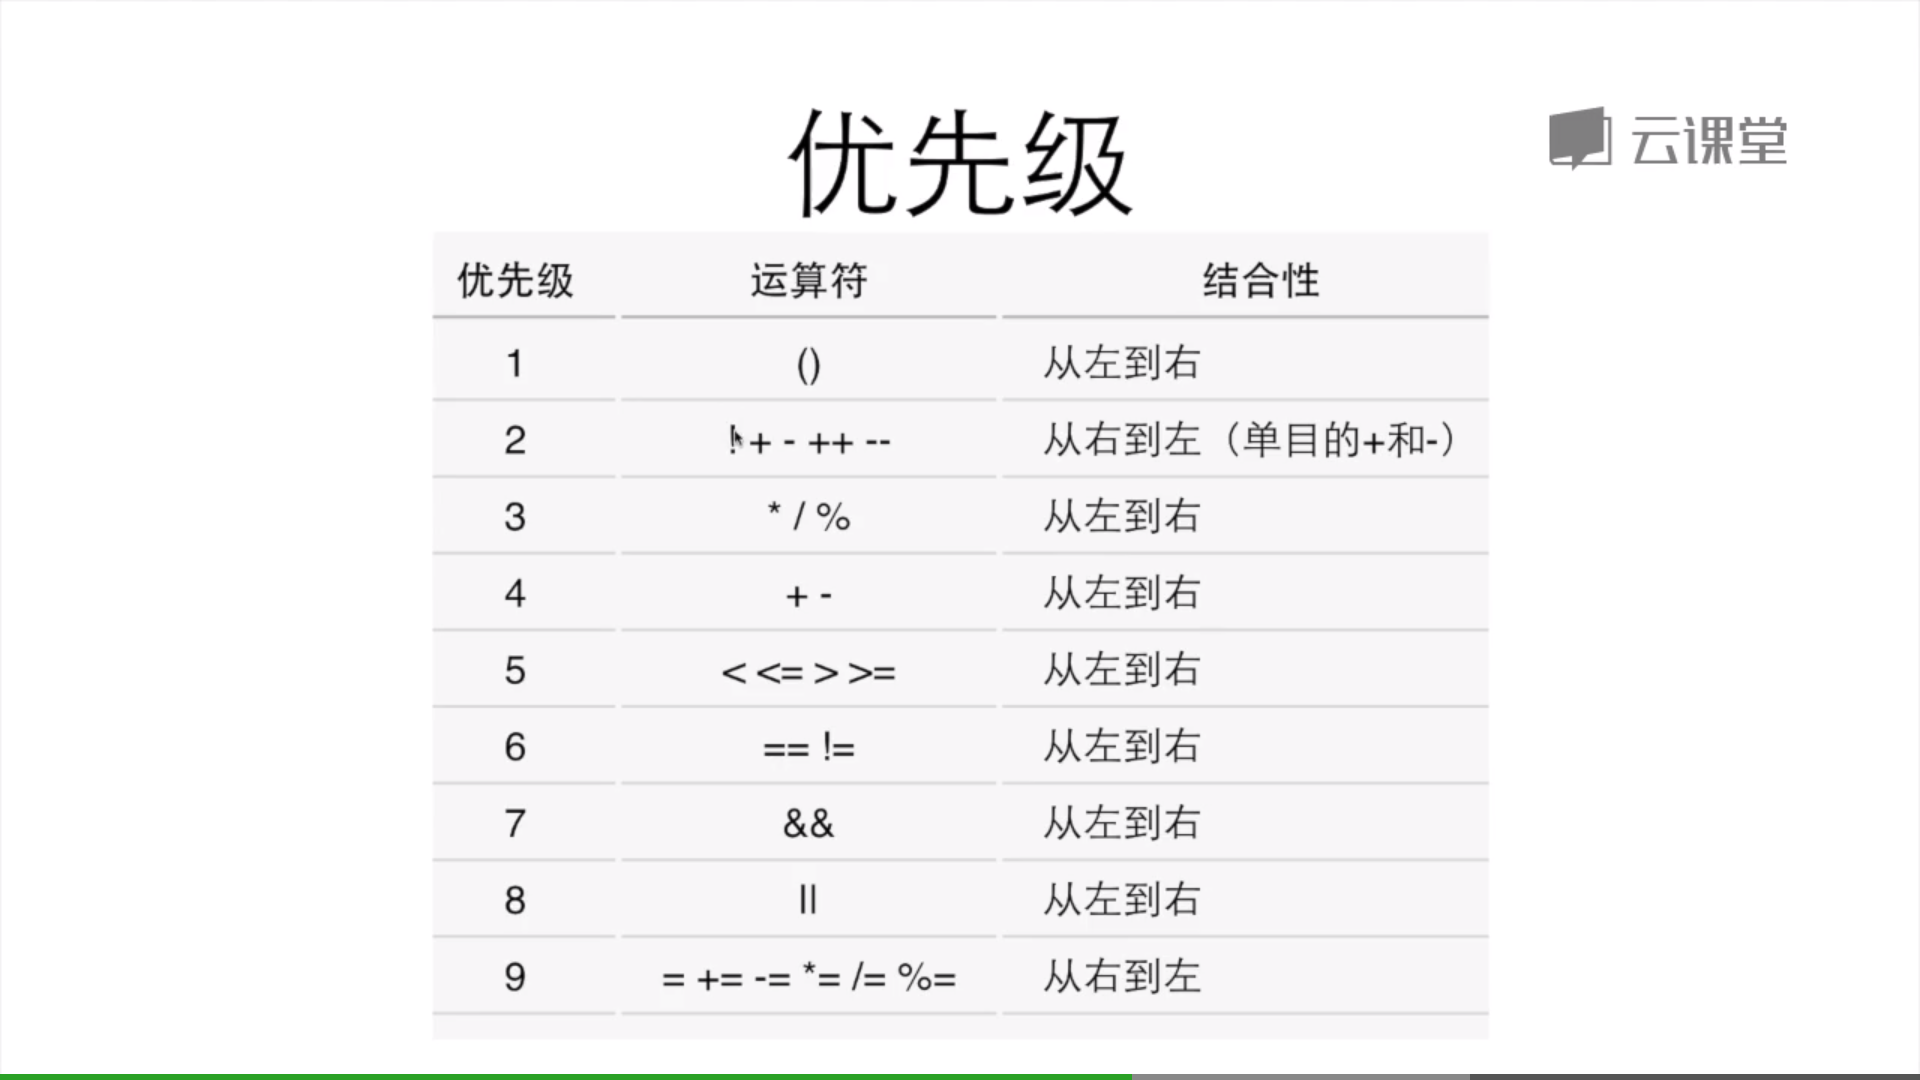 优先级
云课堂
优先级 运算符 结合性
1 () 从左到右
2 ! + - ++ -- 从右到左（单目的+和-）
3 * / % 从左到右
4 + - 从左到右
5 < <= > >= 从左到右
6 == != 从左到右
7 && 从左到右
8 || 从左到右
9 = += -= *= /= %= 从右到左